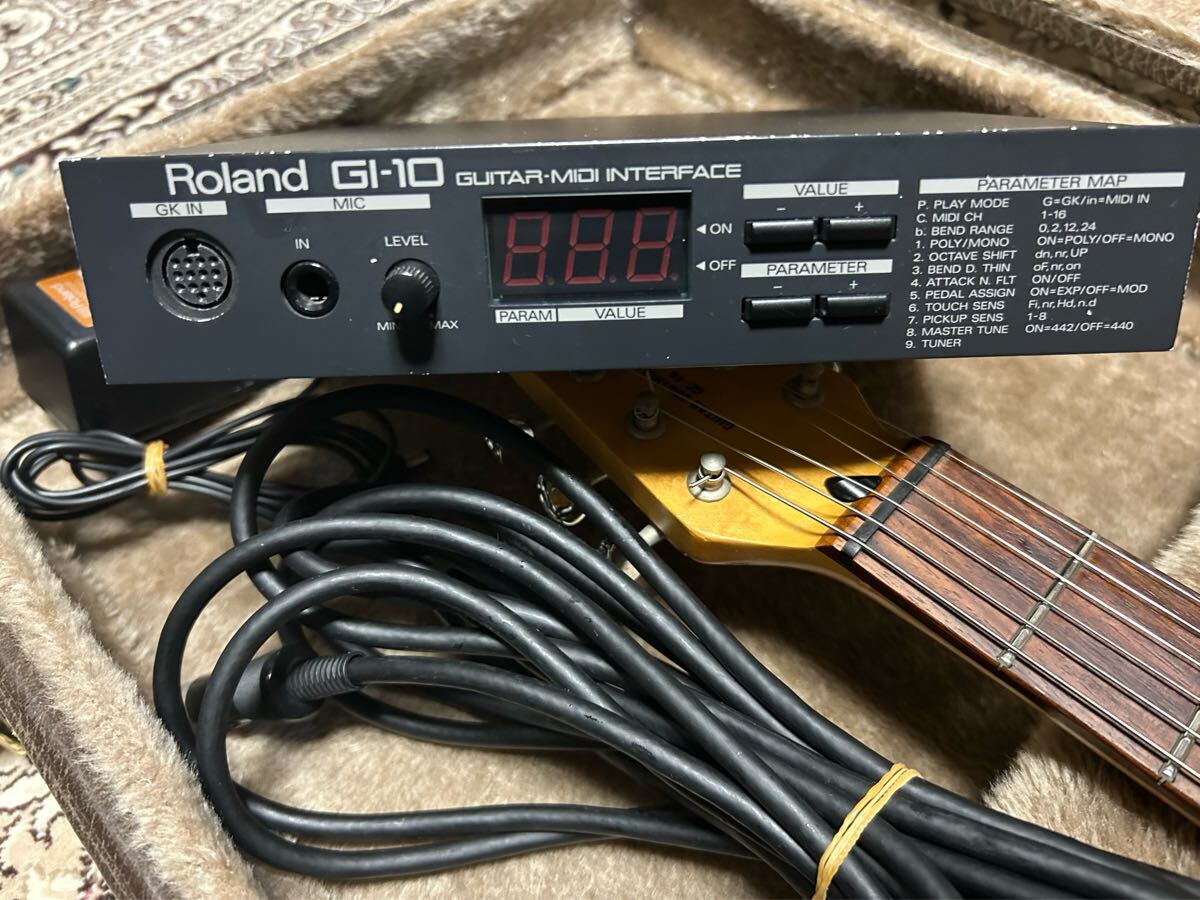 Roland GI-10 GUITAR-MIDI INTERFACE
GK IN
MIC
IN
LEVEL
MIN
MAX
888
PARAM
VALUE
◀ ON
◀ OFF
VALUE
- +
PARAMETER
- +
PARAMETER MAP
P. PLAY MODE G=GK/in=MIDI IN
C. MIDI CH 1-16
b. BEND RANGE 0,2,12,24
1. POLY/MONO ON=POLY/OFF=MONO
2. OCTAVE SHIFT dn,nr,UP
3. BEND D. THIN oF,nr,on
4. ATTACK N. FLT ON/OFF
5. PEDAL ASSIGN ON=EXP/OFF=MOD
6. TOUCH SENS Fi,nr,Hd,n.d
7. PICKUP SENS 1-8
8. MASTER TUNE ON=442/OFF=440
9. TUNER